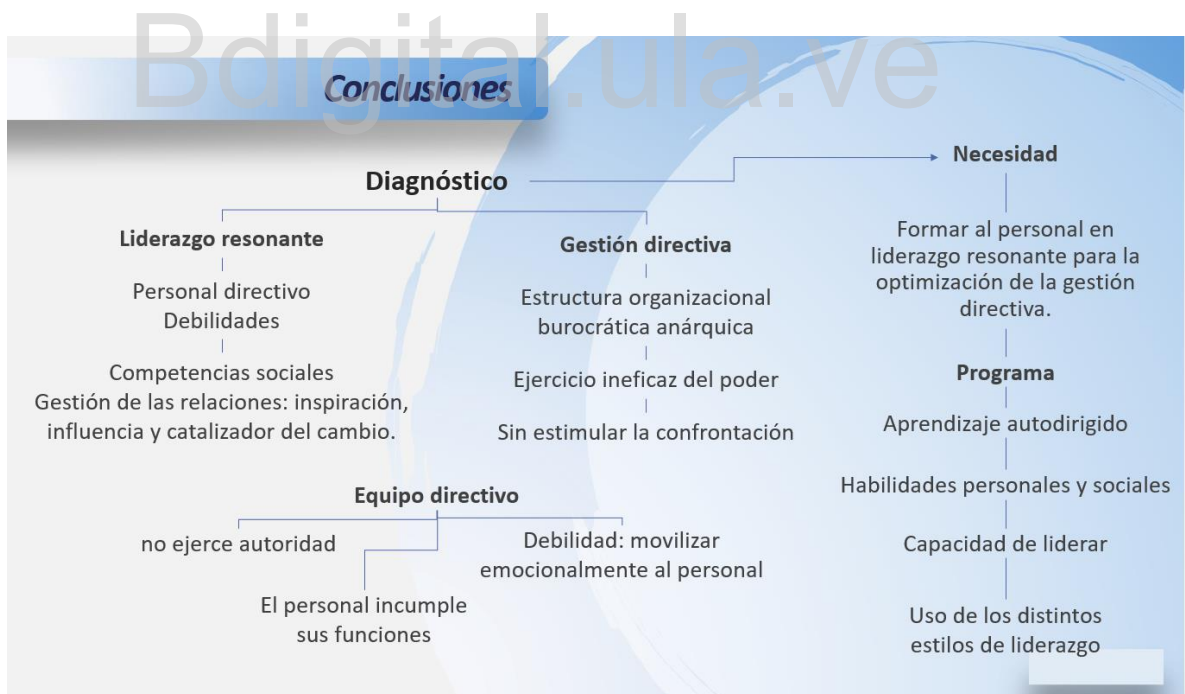 Bdigital.ula.ve
Conclusiones
Diagnóstico
Liderazgo resonante
Personal directivo
Debilidades
Competencias sociales
Gestión de las relaciones: inspiración,
influencia y catalizador del cambio.
Gestión directiva
Estructura organizacional
burocrática anárquica
Ejercicio ineficaz del poder
Sin estimular la confrontación
Equipo directivo
no ejerce autoridad
El personal incumple
sus funciones
Debilidad: movilizar
emocionalmente al personal
Necesidad
Formar al personal en
liderazgo resonante para la
optimización de la gestión
directiva.
Programa
Aprendizaje autodirigido
Habilidades personales y sociales
Capacidad de liderar
Uso de los distintos
estilos de liderazgo